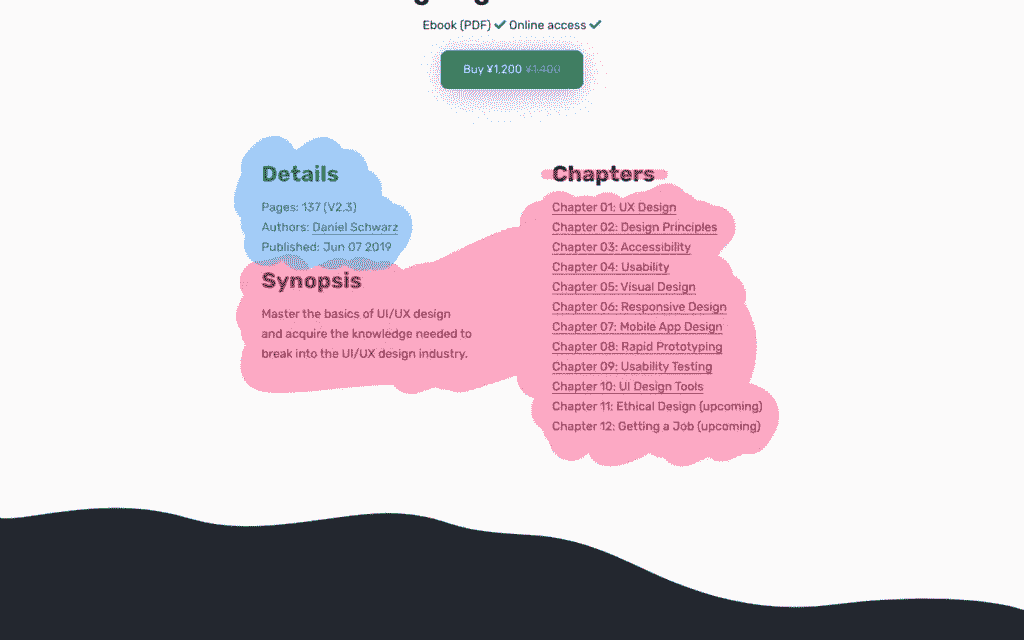 Ebook (PDF) ✔ Online access ✔
Buy ¥1,200 ¥1,400
Details
Pages: 137 (V2.3)
Authors: Daniel Schwarz
Published: Jun 07 2019
Synopsis
Master the basics of UI/UX design
and acquire the knowledge needed to
break into the UI/UX design industry.
Chapters
Chapter 01: UX Design
Chapter 02: Design Principles
Chapter 03: Accessibility
Chapter 04: Usability
Chapter 05: Visual Design
Chapter 06: Responsive Design
Chapter 07: Mobile App Design
Chapter 08: Rapid Prototyping
Chapter 09: Usability Testing
Chapter 10: UI Design Tools
Chapter 11: Ethical Design (upcoming)
Chapter 12: Getting a Job (upcoming)